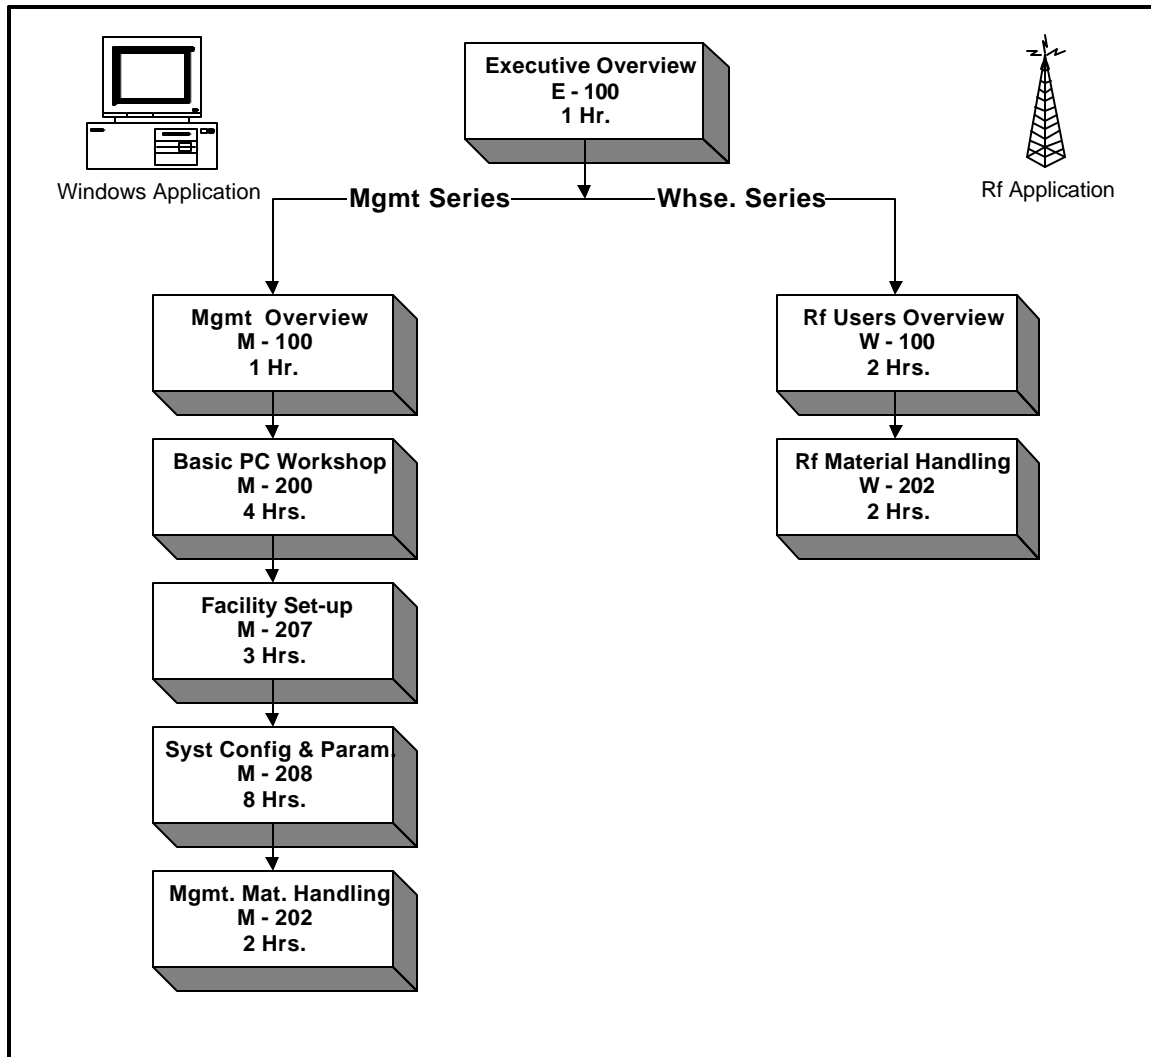 Executive Overview
E - 100
1 Hr.
Windows Application
Rf Application
Mgmt Series
Whse. Series
Mgmt Overview
M - 100
1 Hr.
Rf Users Overview
W - 100
2 Hrs.
Basic PC Workshop
M - 200
4 Hrs.
Rf Material Handling
W - 202
2 Hrs.
Facility Set-up
M - 207
3 Hrs.
Syst Config & Param.
M - 208
8 Hrs.
Mgmt. Mat. Handling
M - 202
2 Hrs.